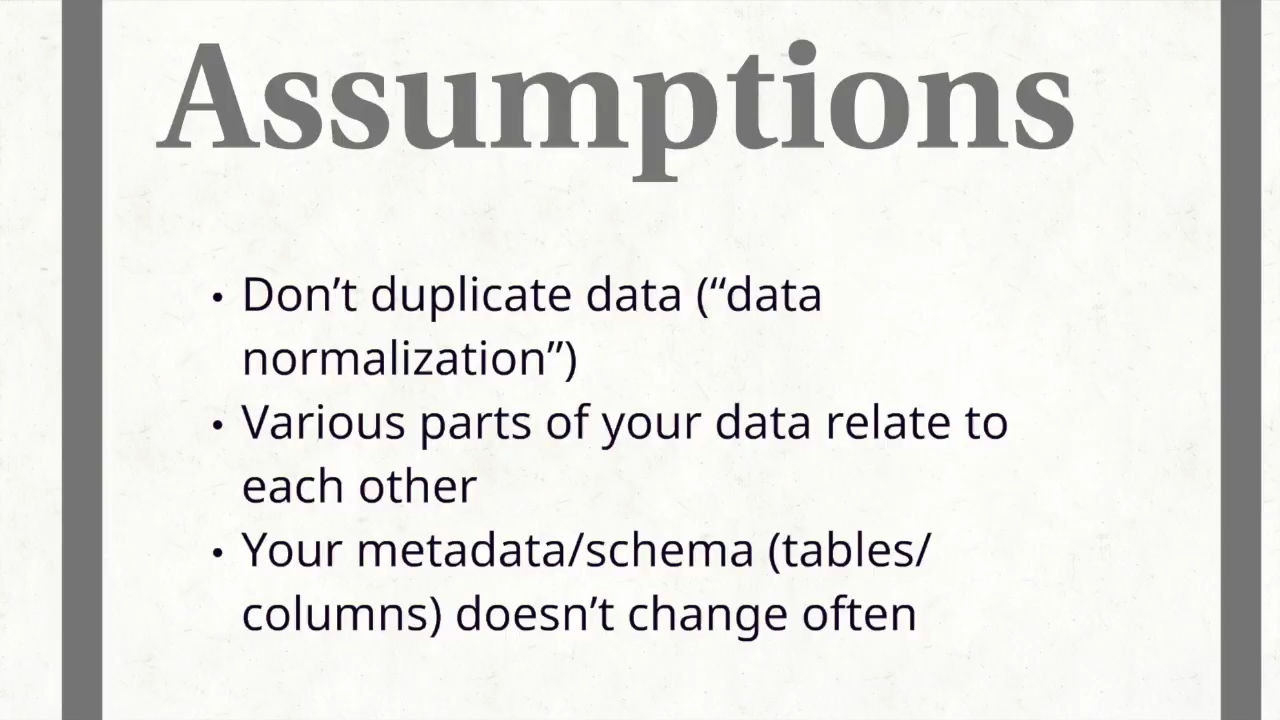 Assumptions
• Don’t duplicate data (“data
normalization”)
• Various parts of your data relate to
each other
• Your metadata/schema (tables/
columns) doesn’t change often